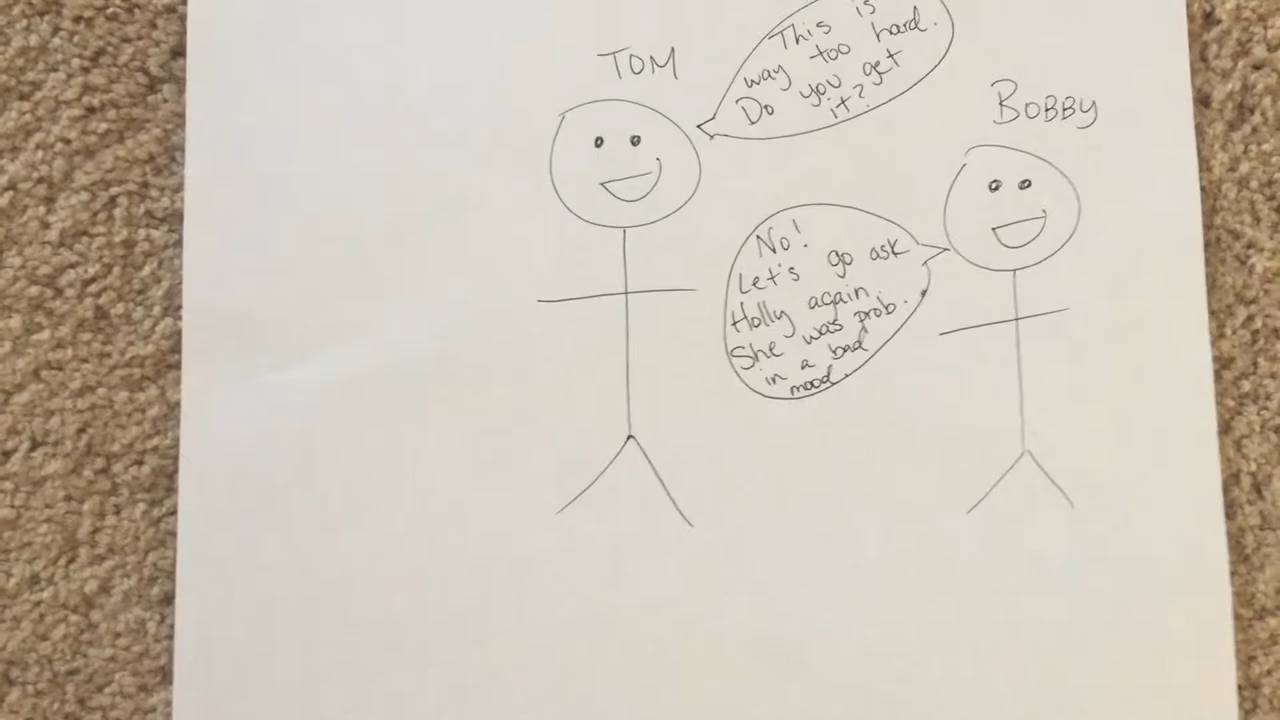 TOM
This is
way too hard.
Do you get
it?
BOBBY
No!
Let's go ask
Holly again.
She was prob.
in a bad
mood.